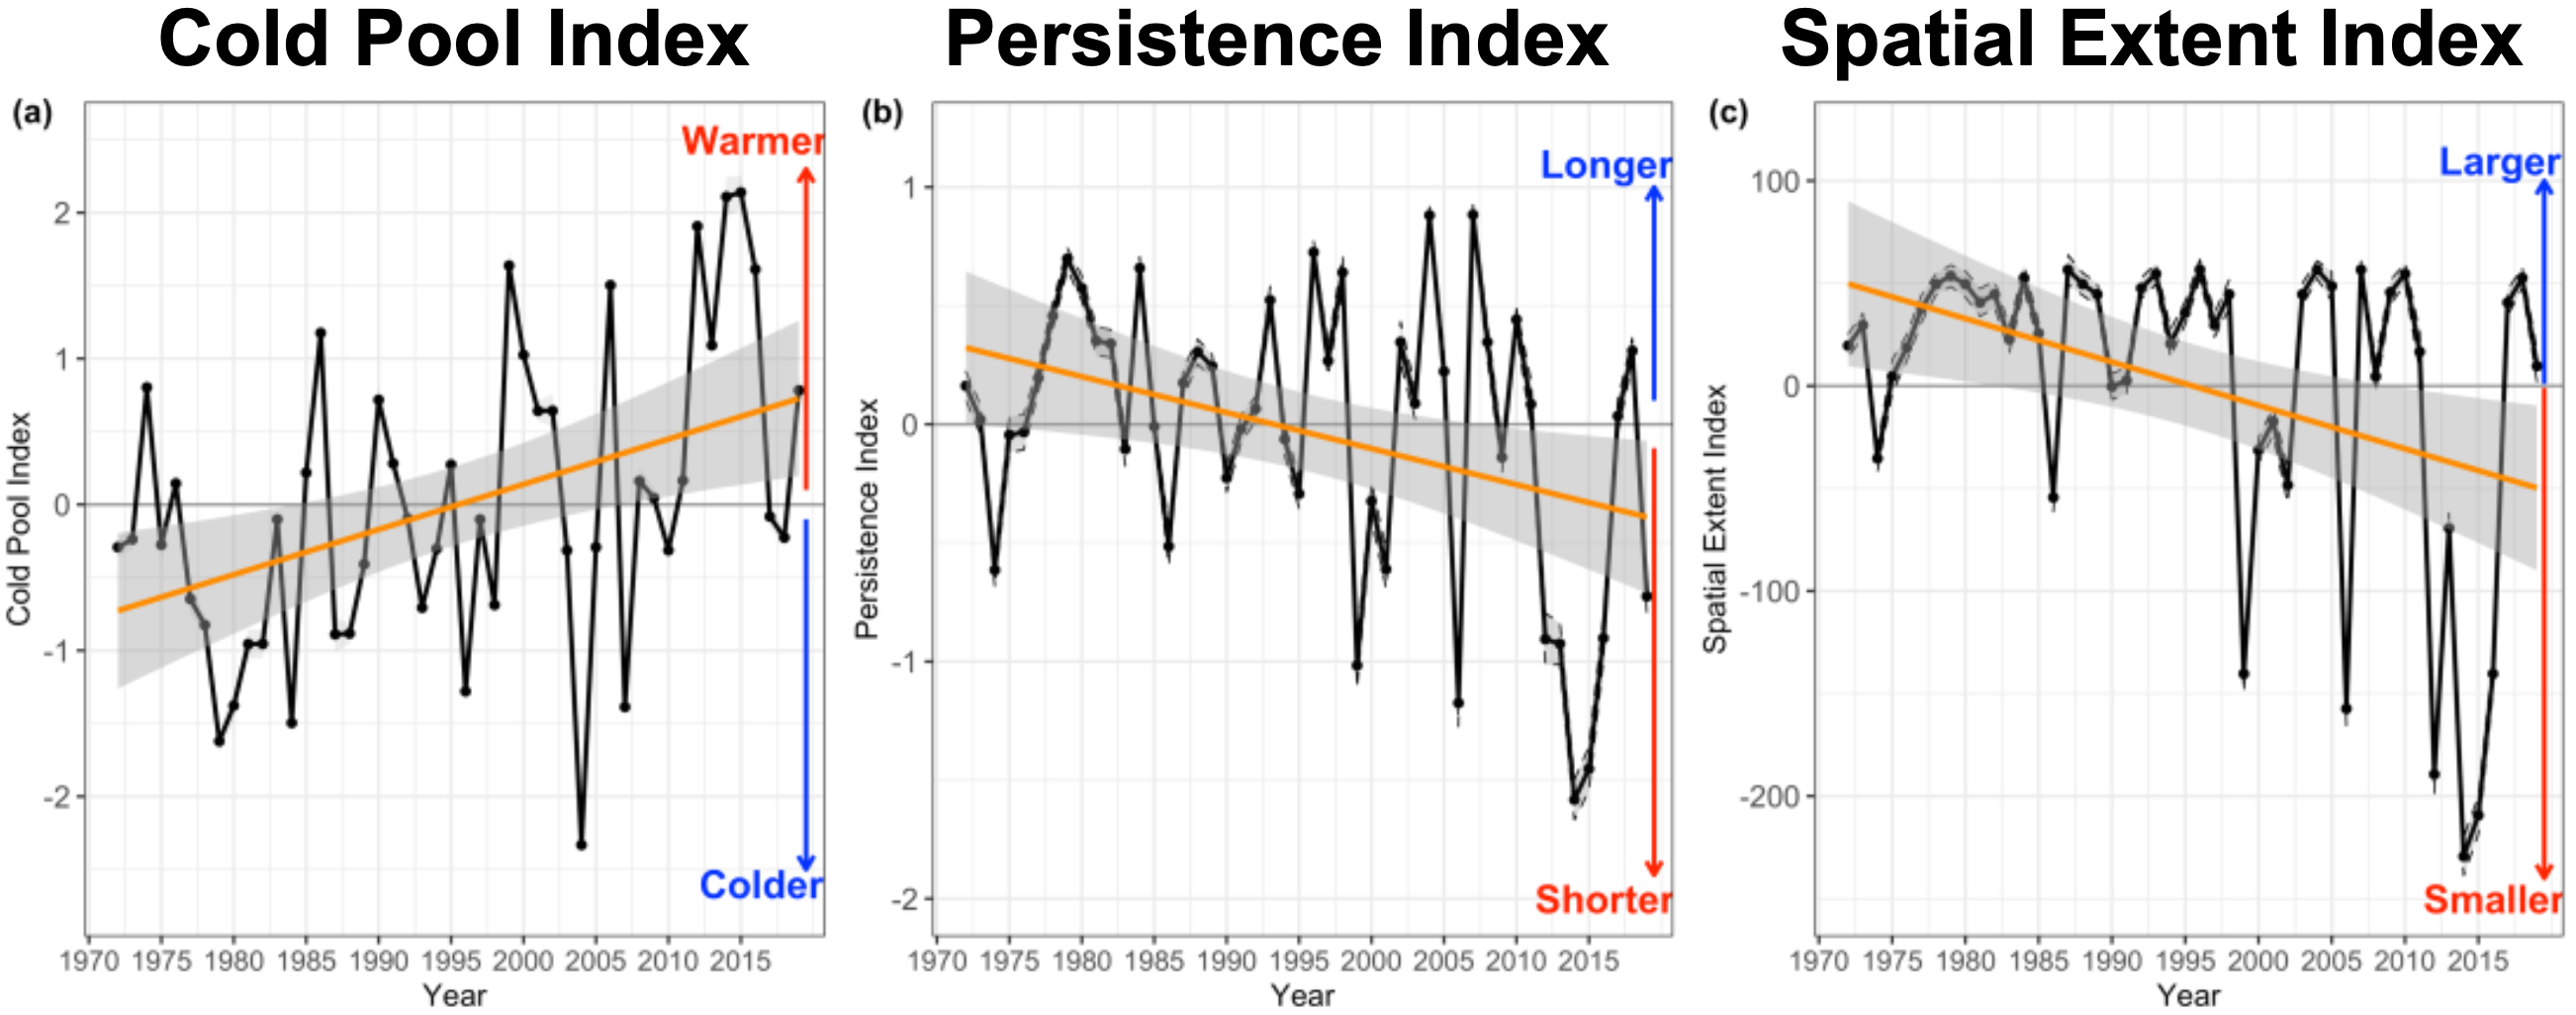 Cold Pool Index
Persistence Index
Spatial Extent Index
(a)
Warmer
2
1
0
-1
-2
Cold Pool Index
Colder
1970 1975 1980 1985 1990 1995 2000 2005 2010 2015
Year
(b)
Longer
1
0
-1
-2
Persistence Index
Shorter
1970 1975 1980 1985 1990 1995 2000 2005 2010 2015
Year
(c)
Larger
100
0
-100
-200
Spatial Extent Index
Smaller
1970 1975 1980 1985 1990 1995 2000 2005 2010 2015
Year